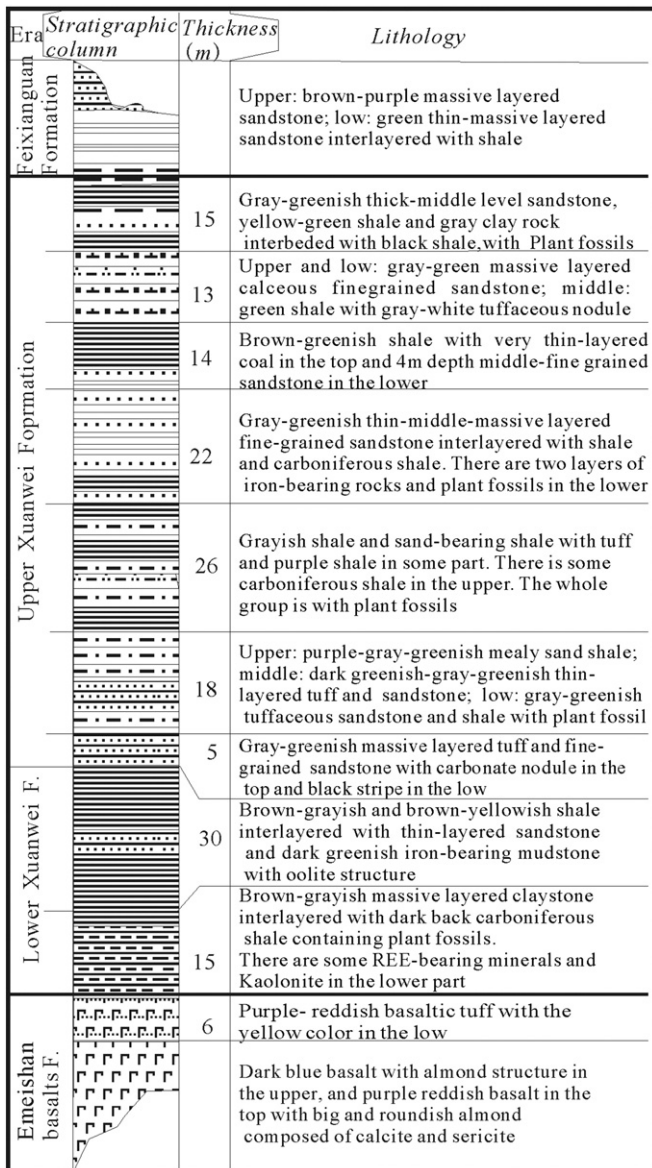 Era Stratigraphic column Thickness (m) Lithology
Feixianguan Formation
Upper: brown-purple massive layered
sandstone; low: green thin-massive layered
sandstone interlayered with shale
Upper Xuanwei Foprmation
15
Gray-greenish thick-middle level sandstone,
yellow-green shale and gray clay rock
interbeded with black shale,with Plant fossils
13
Upper and low: gray-green massive layered
calceous finegrained sandstone; middle:
green shale with gray-white tuffaceous nodule
14
Brown-greenish shale with very thin-layered
coal in the top and 4m depth middle-fine grained
sandstone in the lower
22
Gray-greenish thin-middle-massive layered
fine-grained sandstone interlayered with shale
and carboniferous shale. There are two layers of
iron-bearing rocks and plant fossils in the lower
26
Grayish shale and sand-bearing shale with tuff
and purple shale in some part. There is some
carboniferous shale in the upper. The whole
group is with plant fossils
18
Upper: purple-gray-greenish mealy sand shale;
middle: dark greenish-gray-greenish thin-
layered tuff and sandstone; low: gray-greenish
tuffaceous sandstone and shale with plant fossil
5
Gray-greenish massive layered tuff and fine-
grained sandstone with carbonate nodule in the
top and black stripe in the low
Lower Xuanwei F.
30
Brown-grayish and brown-yellowish shale
interlayered with thin-layered sandstone
and dark greenish iron-bearing mudstone
with oolite structure
15
Brown-grayish massive layered claystone
interlayered with dark back carboniferous
shale containing plant fossils.
There are some REE-bearing minerals and
Kaolonite in the lower part
Emeishan basalts F.
6
Purple- reddish basaltic tuff with the
yellow color in the low
Dark blue basalt with almond structure in
the upper, and purple reddish basalt in the
top with big and roundish almond
composed of calcite and sericite